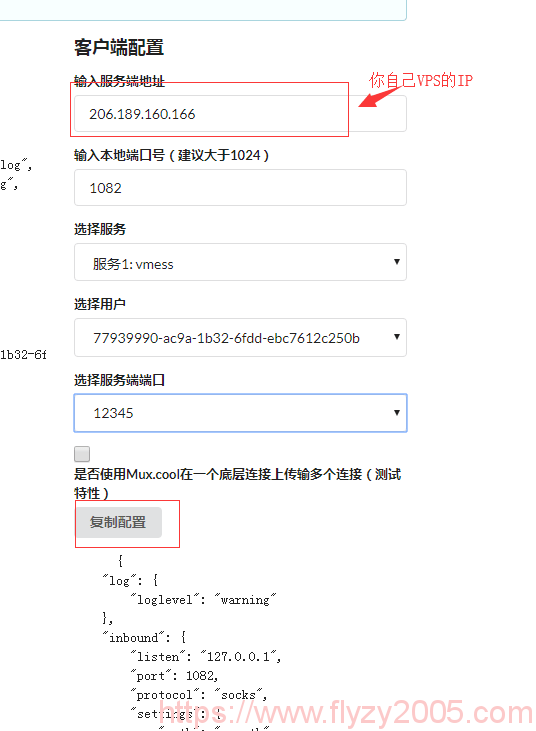 客户端配置
输入服务端地址
你自己VPS的IP
206.189.160.166
输入本地端口号（建议大于1024）
log",
g",
1082
选择服务
服务1: vmess
选择用户
77939990-ac9a-1b32-6fdd-ebc7612c250b
1b32-6f
选择服务端端口
12345
是否使用Mux.cool在一个底层连接上传输多个连接（测试
特性）
复制配置
{
"log": {
"loglevel": "warning"
},
"inbound": {
"listen": "127.0.0.1",
"port": 1082,
"protocol": "socks",
"settings": {
https://www.flyzy2005.com